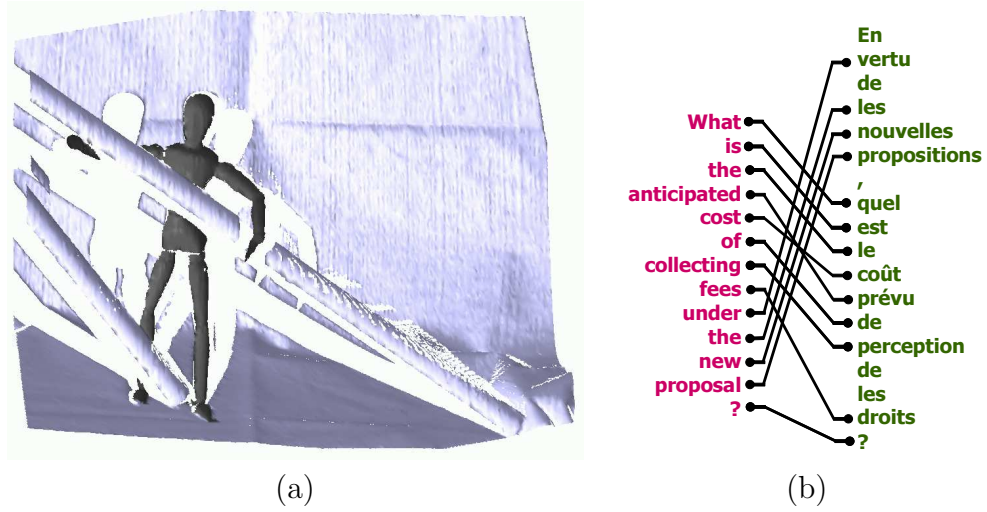 What
is
the
anticipated
cost
of
collecting
fees
under
the
new
proposal
?
En
vertu
de
les
nouvelles
propositions
,
quel
est
le
coût
prévu
de
perception
de
les
droits
?
(a)
(b)